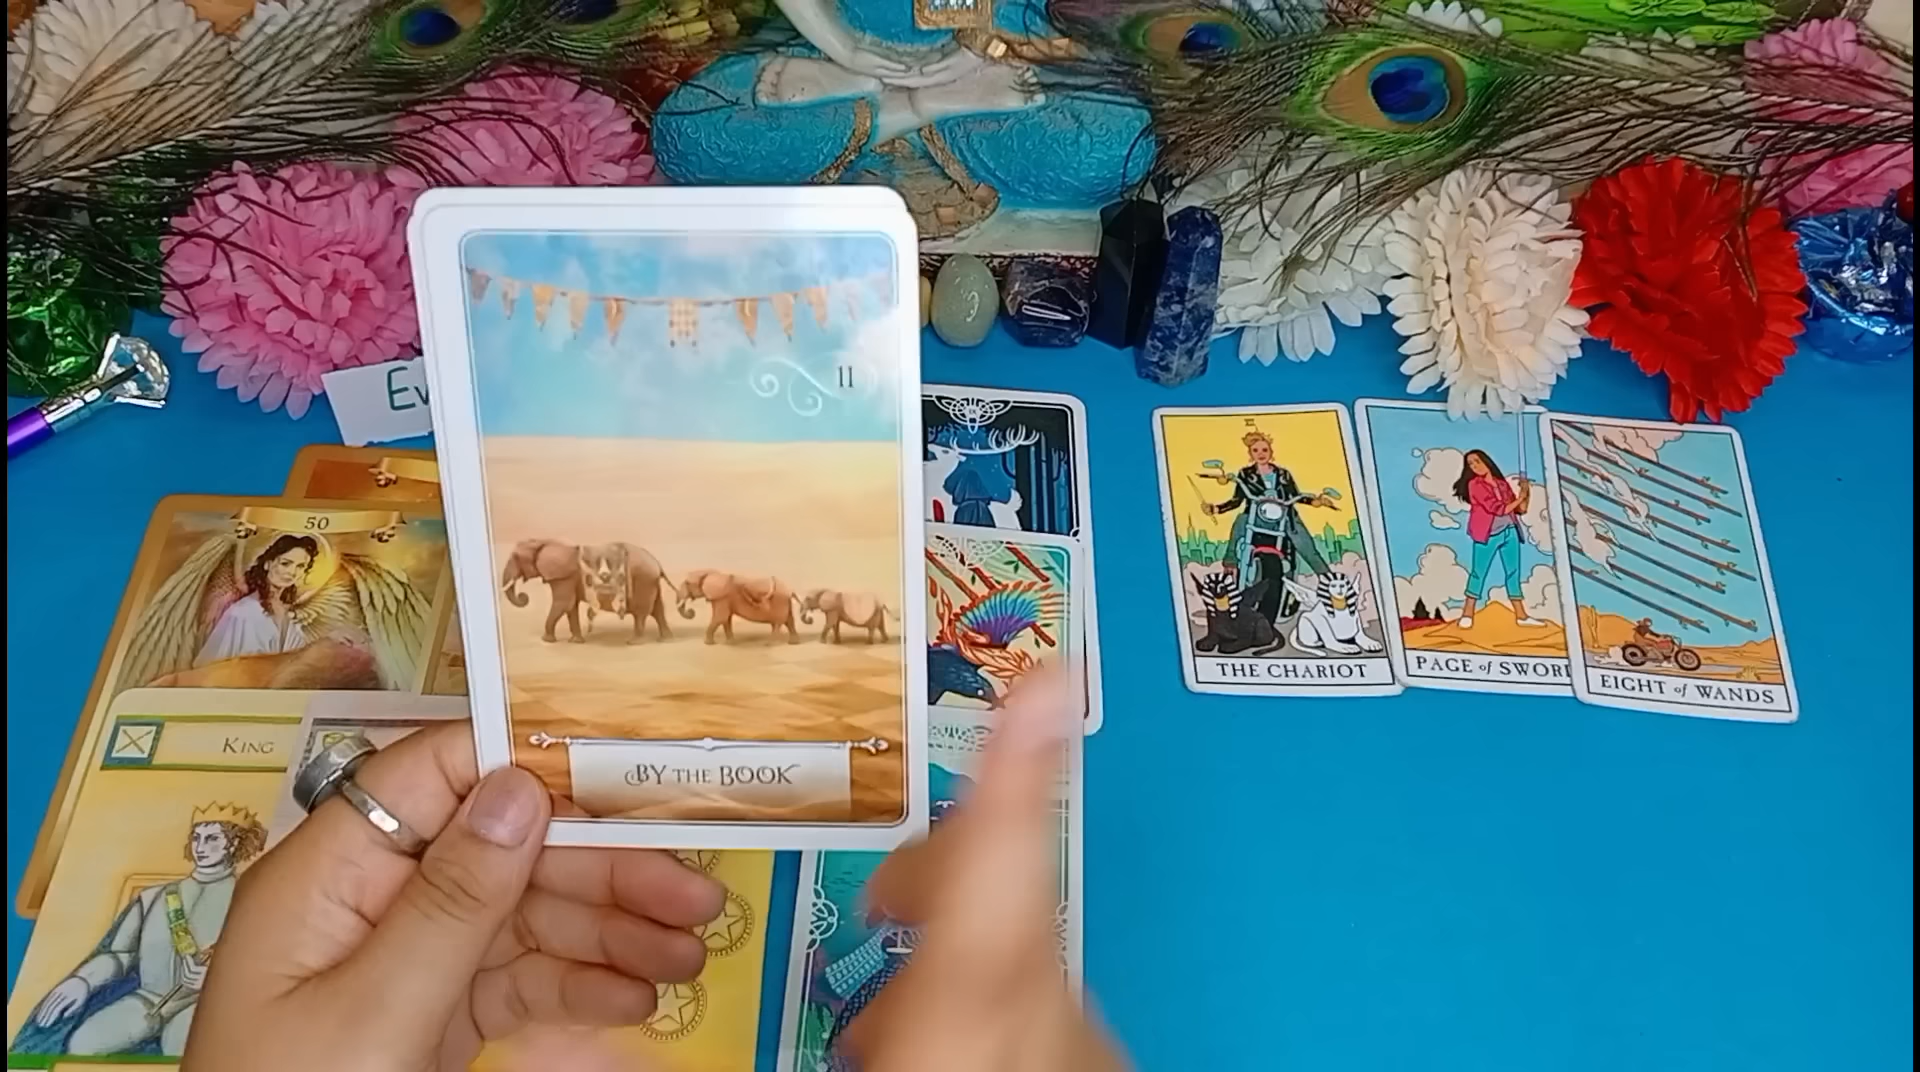 11
BY THE BOOK
50
KING
THE CHARIOT
PAGE of SWORD
EIGHT of WANDS